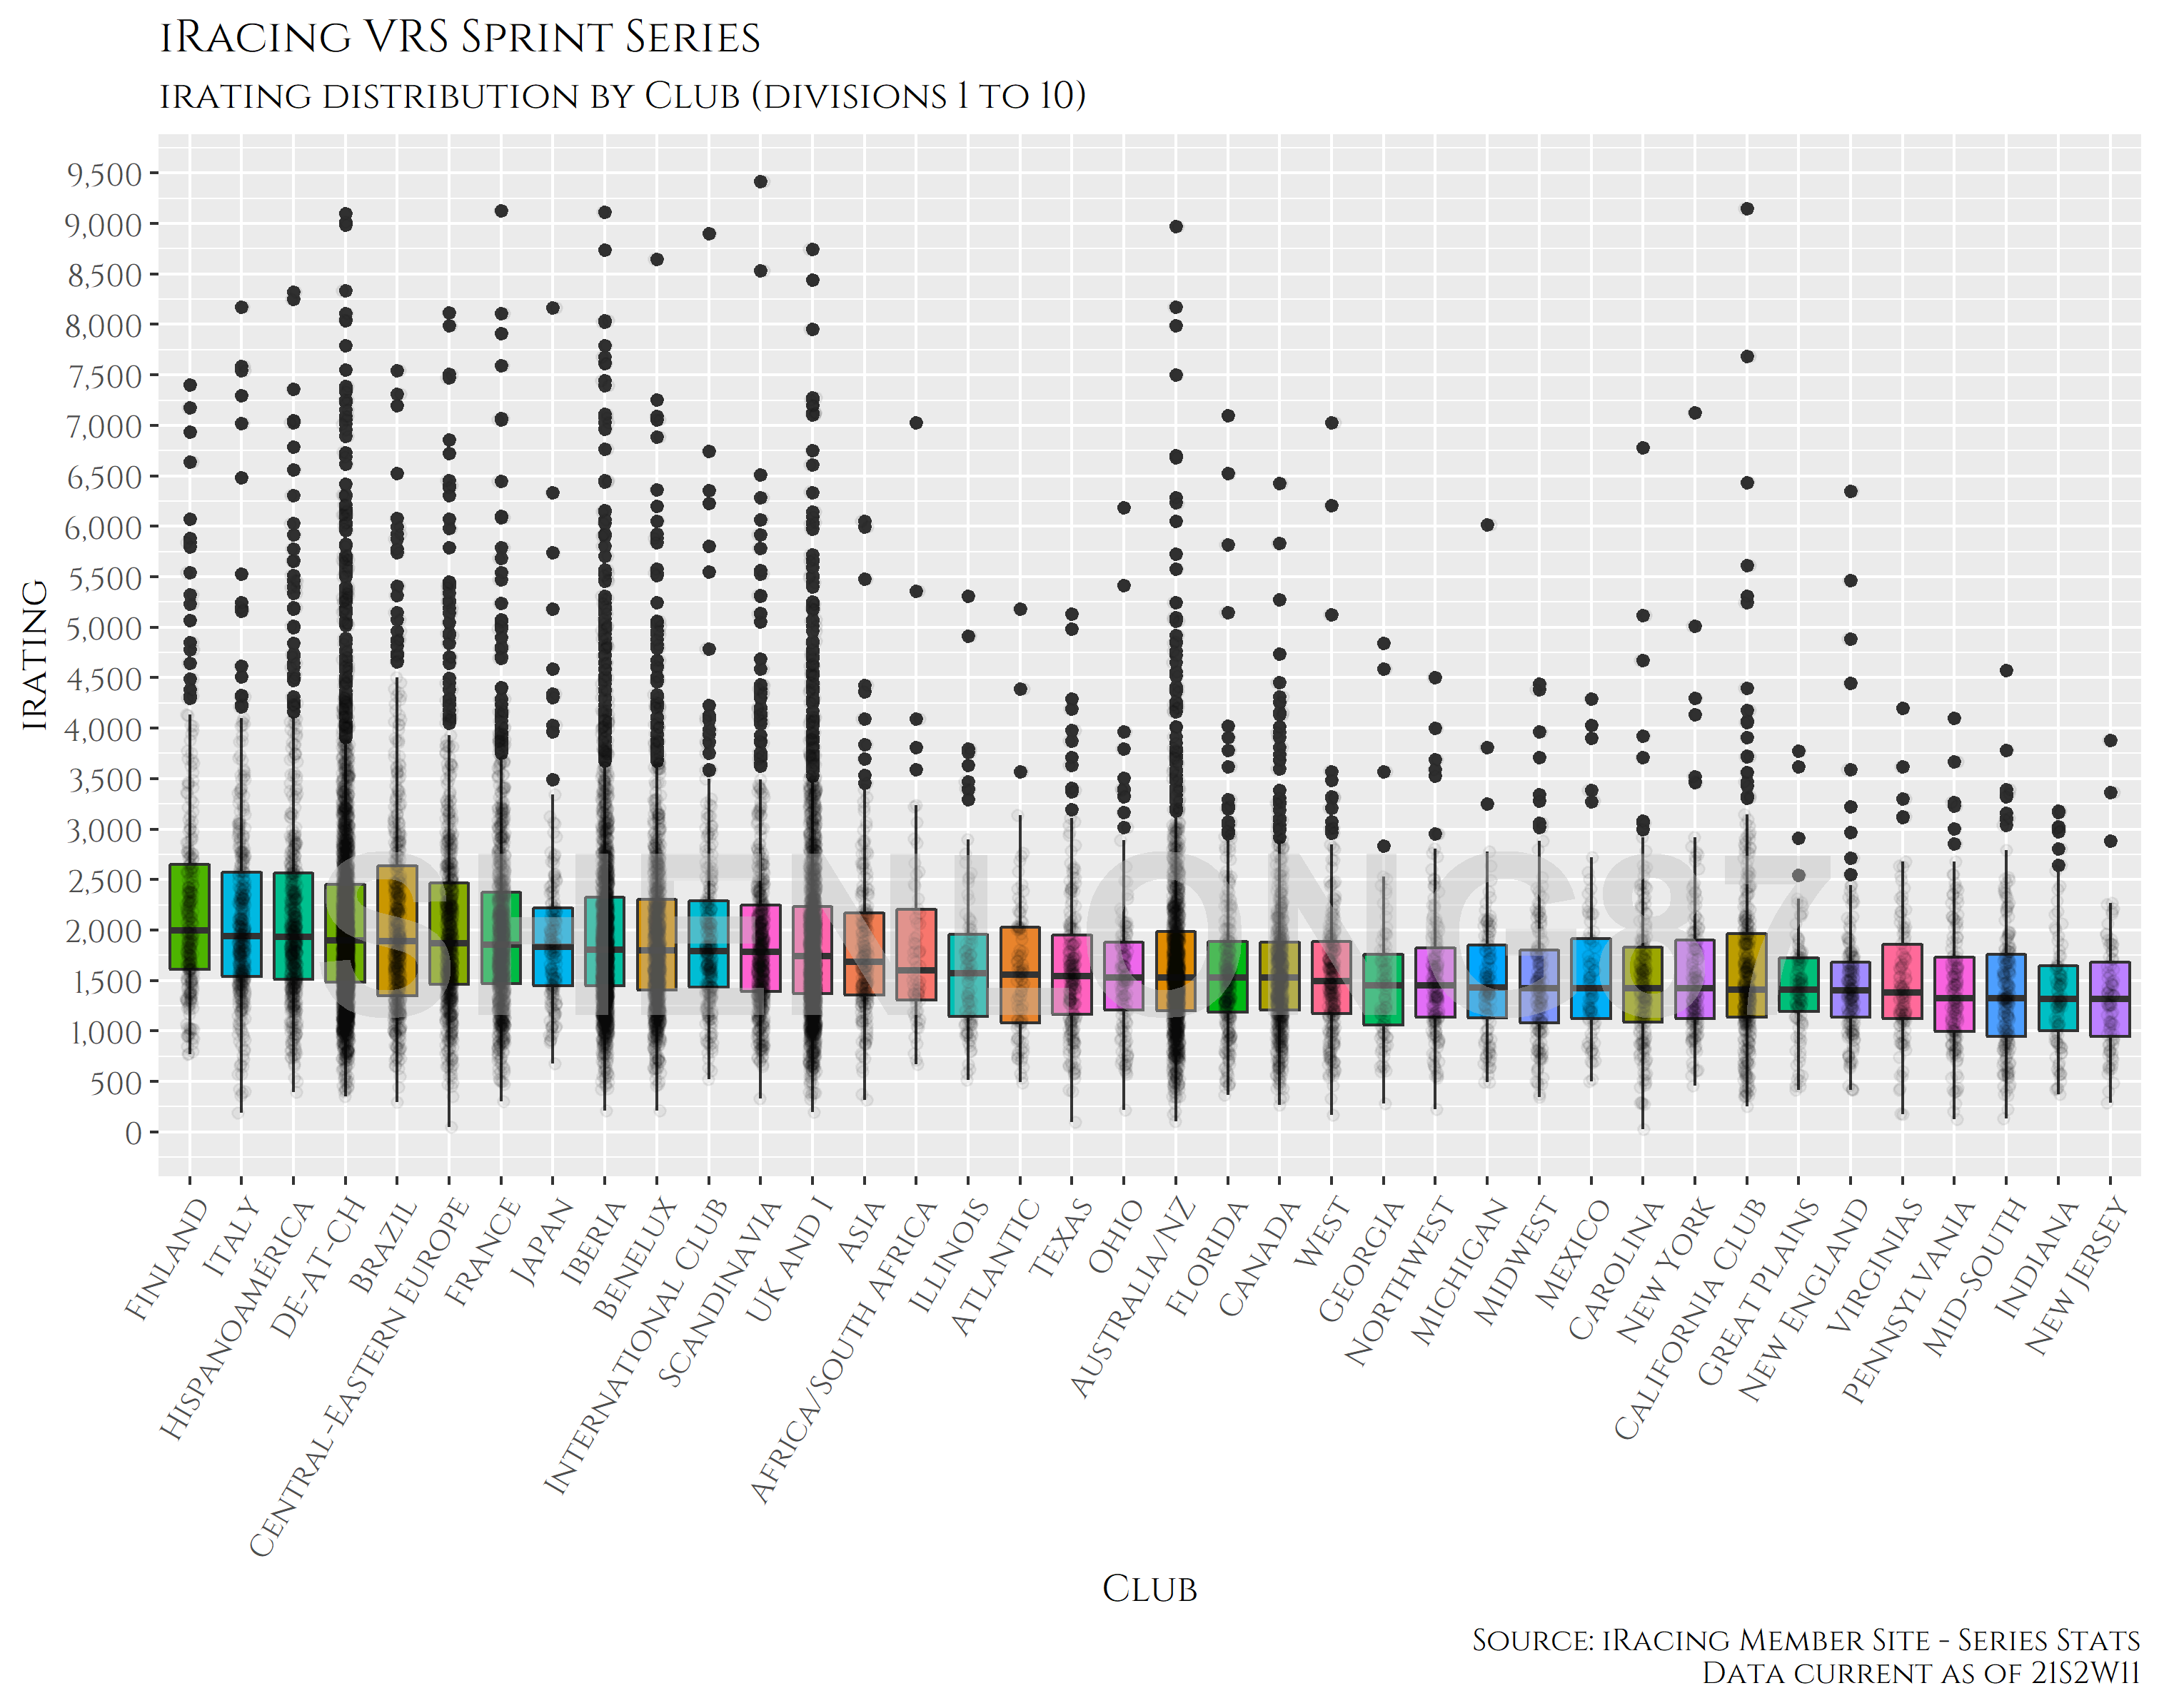 iRacing VRS Sprint Series
irating distribution by Club (divisions 1 to 10)
9,500
9,000
8,500
8,000
7,500
7,000
6,500
6,000
5,500
5,000
4,500
4,000
3,500
3,000
2,500
2,000
1,500
1,000
500
0
irating
SHENLONG87
Finland
Italy
Hispanoamérica
DE-AT-CH
Brazil
Central-Eastern Europe
France
Japan
Iberia
Benelux
International Club
Scandinavia
UK and I
Asia
Africa/South Africa
Illinois
Atlantic
Texas
Ohio
Australia/NZ
Florida
Canada
West
Georgia
Northwest
Michigan
Midwest
Mexico
Carolina
New York
California Club
Great Plains
New England
Virginias
Pennsylvania
Mid-South
Indiana
New Jersey
Club
Source: iRacing Member Site - Series Stats
Data current as of 21S2W11